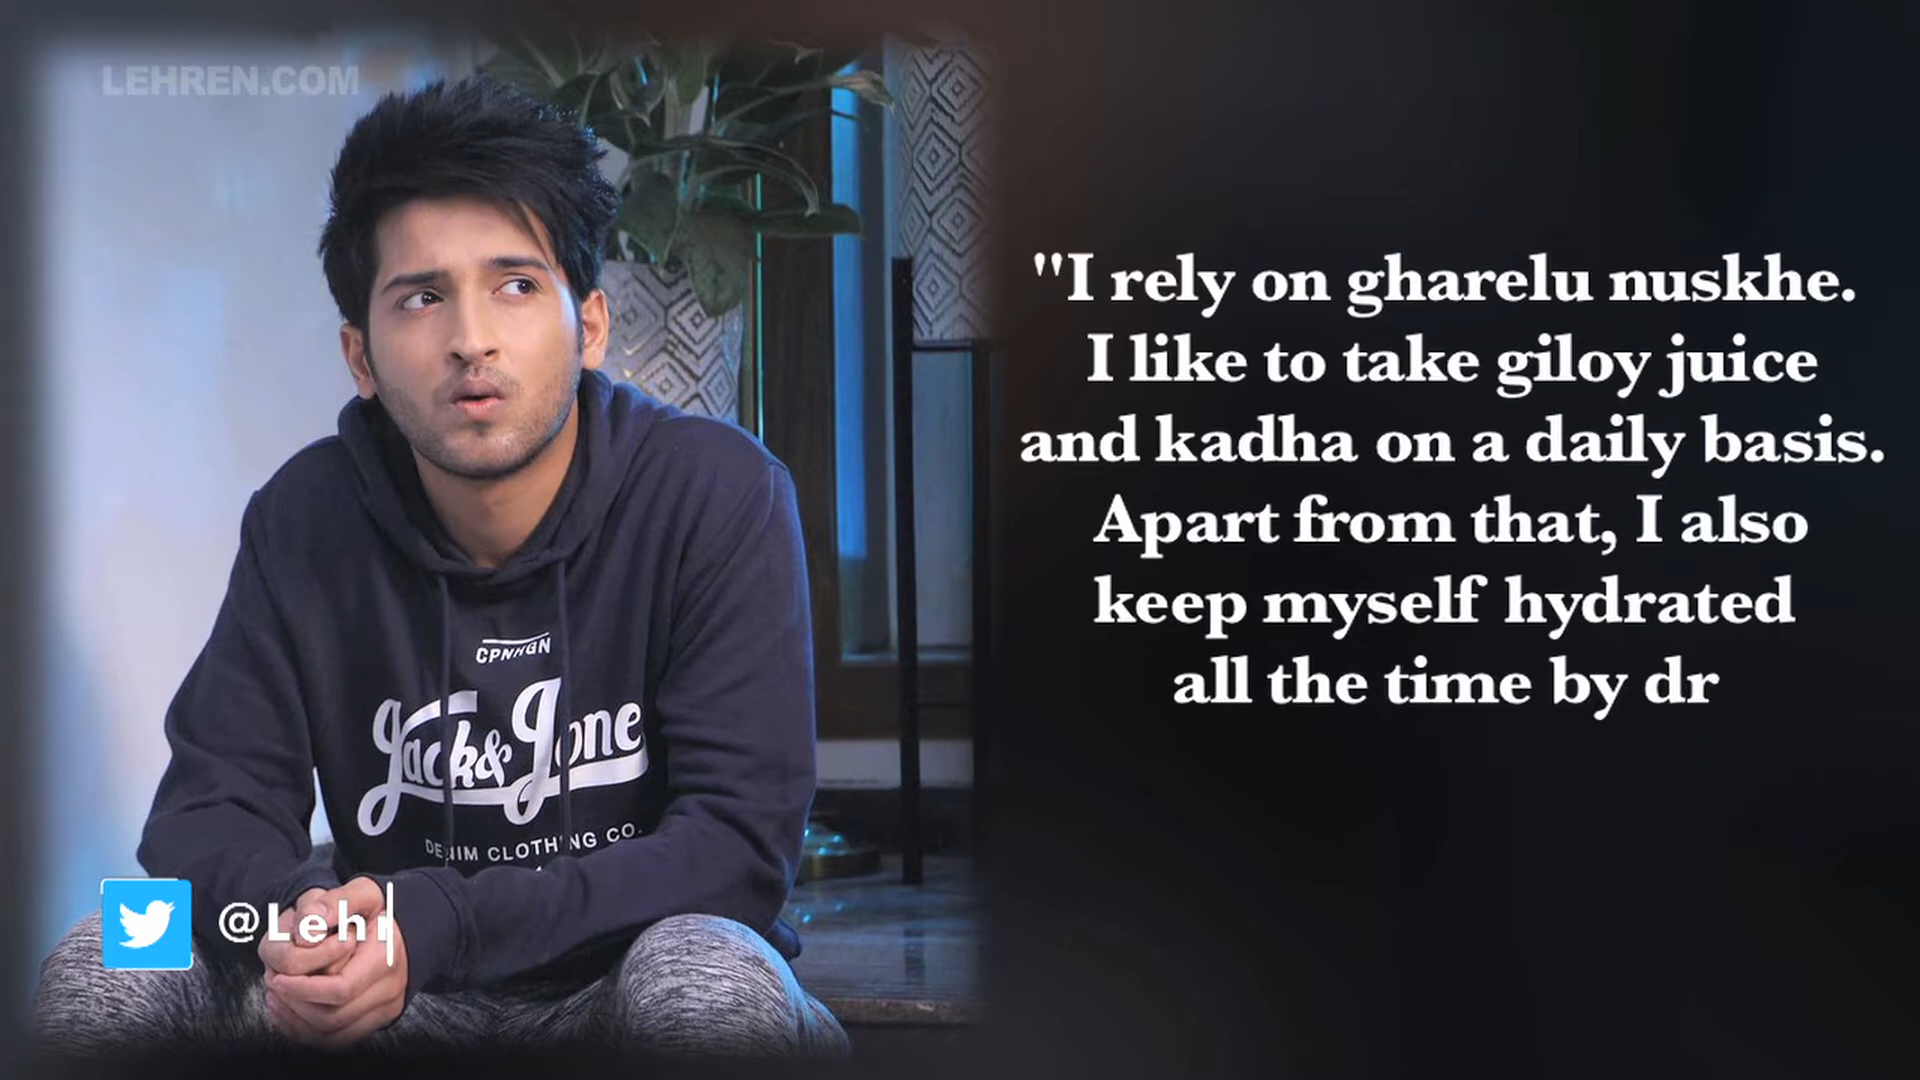 LEHREN.COM
"I rely on gharelu nuskhe.
I like to take giloy juice
and kadha on a daily basis.
Apart from that, I also
keep myself hydrated
all the time by dr
CPNHGN
Jack&Jone
DENIM CLOTHING CO.
@Lehr